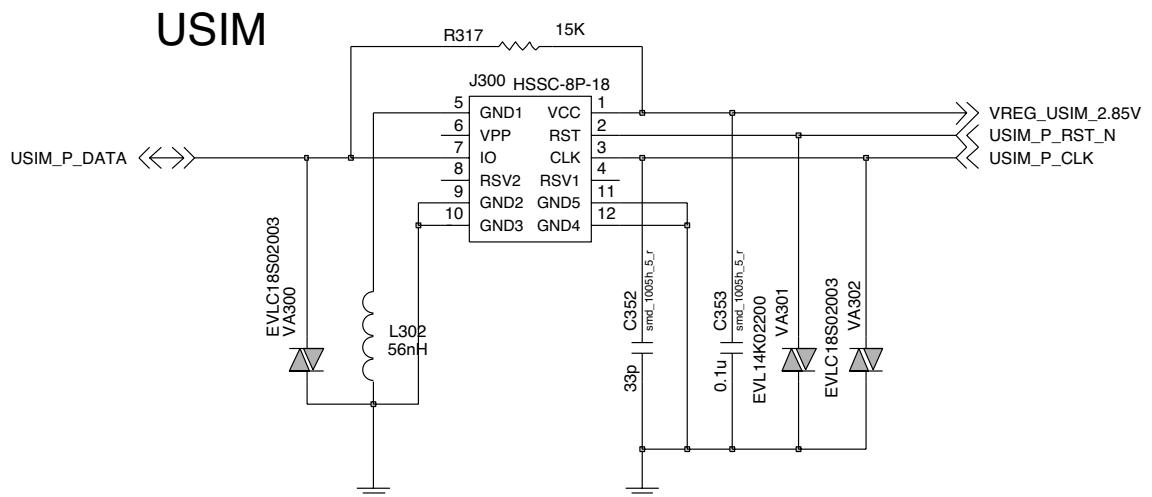 USIM
R317 15K
J300 HSSC-8P-18
5 GND1 VCC 1
6 VPP RST 2
7 IO CLK 3
8 RSV2 RSV1 4
9 GND2 GND5 11
10 GND3 GND4 12
VREG_USIM_2.85V
USIM_P_RST_N
USIM_P_CLK
USIM_P_DATA
EVLC18S02003
VA300
L302
56nH
C352
smd_1005h_5_r
33p
C353
smd_1005h_5_r
0.1u
EVL14K02200
VA301
EVLC18S02003
VA302